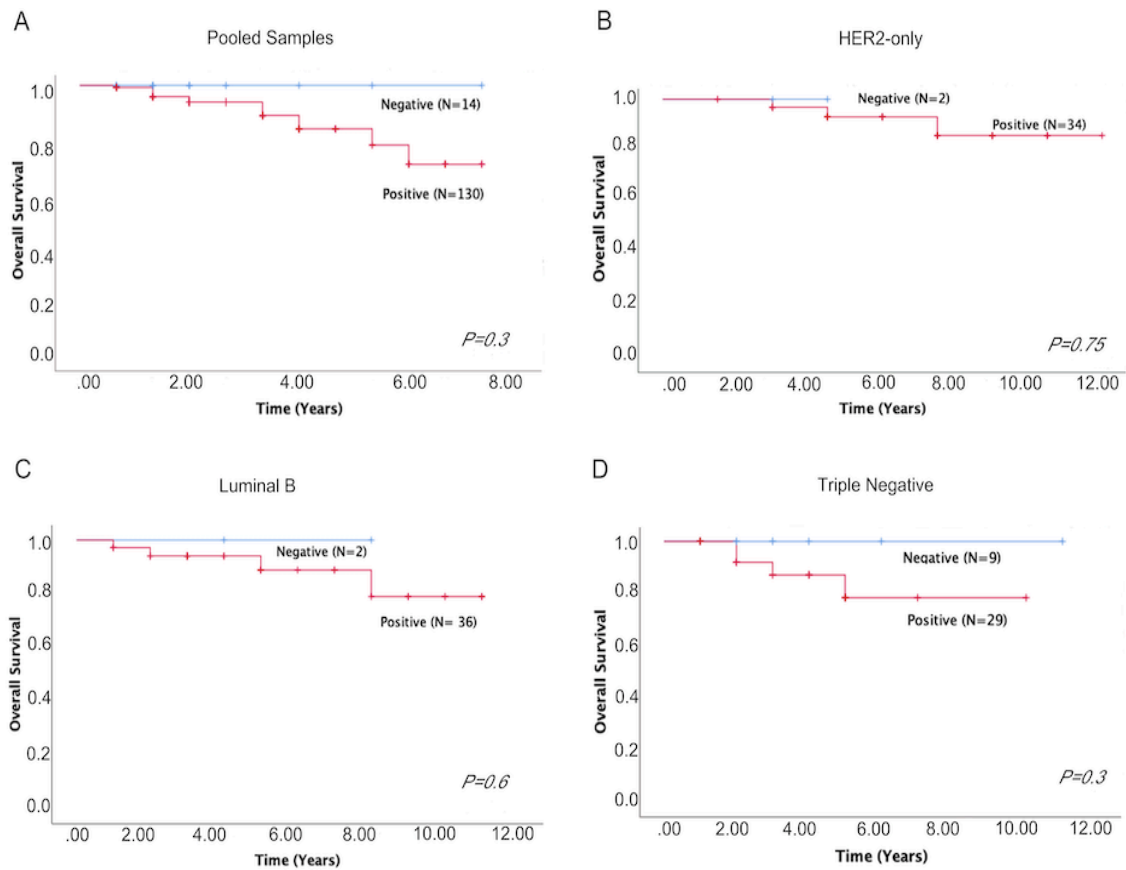 A
Pooled Samples
1.0
0.8
0.6
0.4
0.2
0.0
Overall Survival
Negative (N=14)
Positive (N=130)
P=0.3
.00 2.00 4.00 6.00 8.00
Time (Years)
B
HER2-only
1.0
0.8
0.6
0.4
0.2
0.0
Overall Survival
Negative (N=2)
Positive (N=34)
P=0.75
.00 2.00 4.00 6.00 8.00 10.00 12.00
Time (Years)
C
Luminal B
1.0
0.8
0.6
0.4
0.2
0.0
Overall Survival
Negative (N=2)
Positive (N= 36)
P=0.6
.00 2.00 4.00 6.00 8.00 10.00 12.00
Time (Years)
D
Triple Negative
1.0
0.8
0.6
0.4
0.2
0.0
Overall Survival
Negative (N=9)
Positive (N=29)
P=0.3
.00 2.00 4.00 6.00 8.00 10.00 12.00
Time (Years)